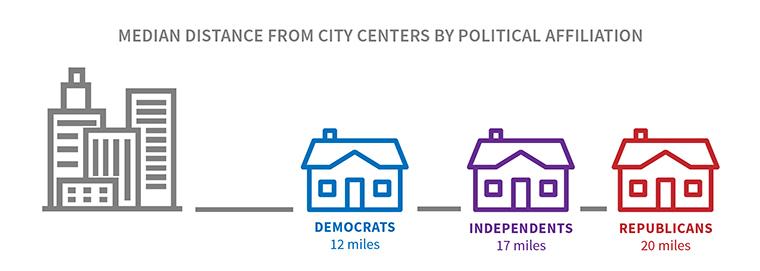 MEDIAN DISTANCE FROM CITY CENTERS BY POLITICAL AFFILIATION
DEMOCRATS
12 miles
INDEPENDENTS
17 miles
REPUBLICANS
20 miles